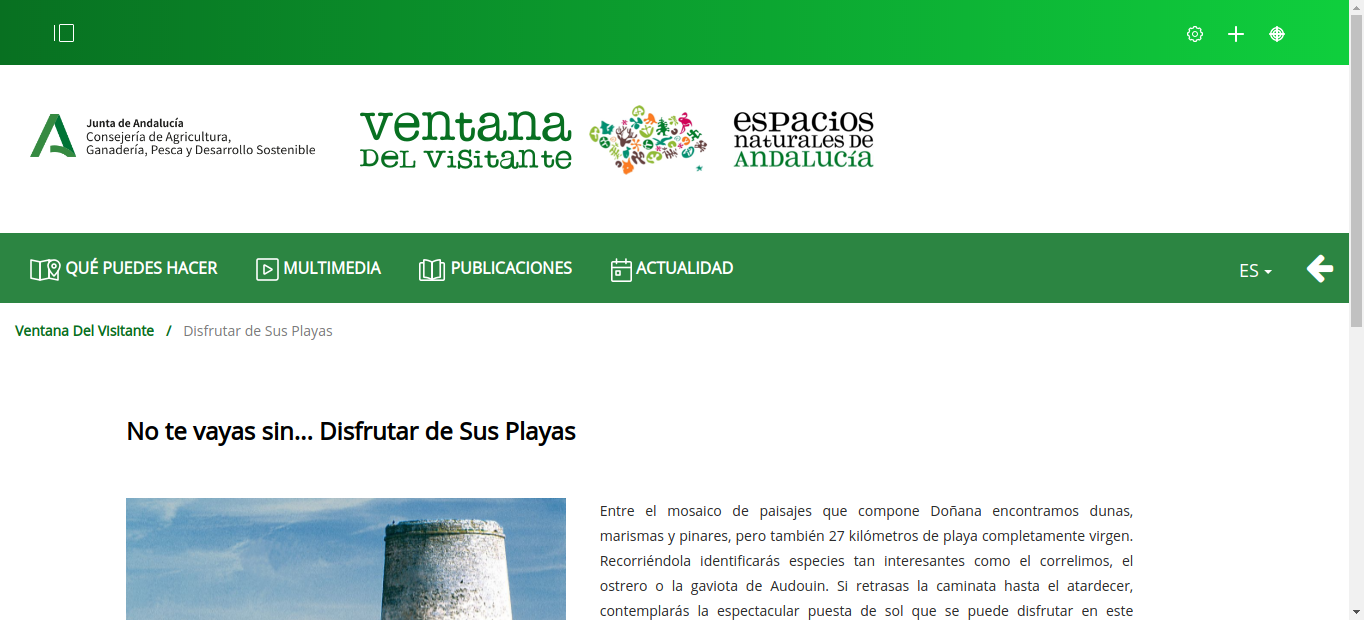 Junta de Andalucía
Consejería de Agricultura,
Ganadería, Pesca y Desarrollo Sostenible
ventana
DEL VISITANTE
espacios
naturales DE
ANDALUCÍA
QUÉ PUEDES HACER
MULTIMEDIA
PUBLICACIONES
ACTUALIDAD
ES
Ventana Del Visitante / Disfrutar de Sus Playas
No te vayas sin... Disfrutar de Sus Playas
Entre el mosaico de paisajes que compone Doñana encontramos dunas,
marismas y pinares, pero también 27 kilómetros de playa completamente virgen.
Recorriéndola identificarás especies tan interesantes como el correlimos, el
ostrero o la gaviota de Audouin. Si retrasas la caminata hasta el atardecer,
contemplarás la espectacular puesta de sol que se puede disfrutar en este